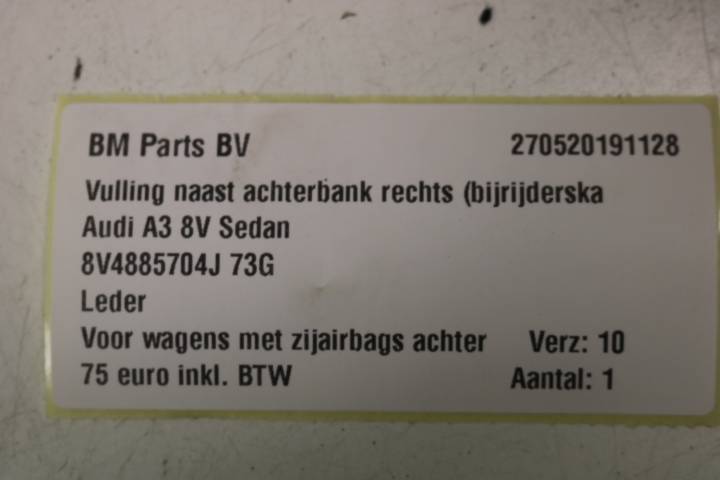 BM Parts BV 270520191128
Vulling naast achterbank rechts (bijrijderska
Audi A3 8V Sedan
8V4885704J 73G
Leder
Voor wagens met zijairbags achter Verz: 10
75 euro inkl. BTW Aantal: 1